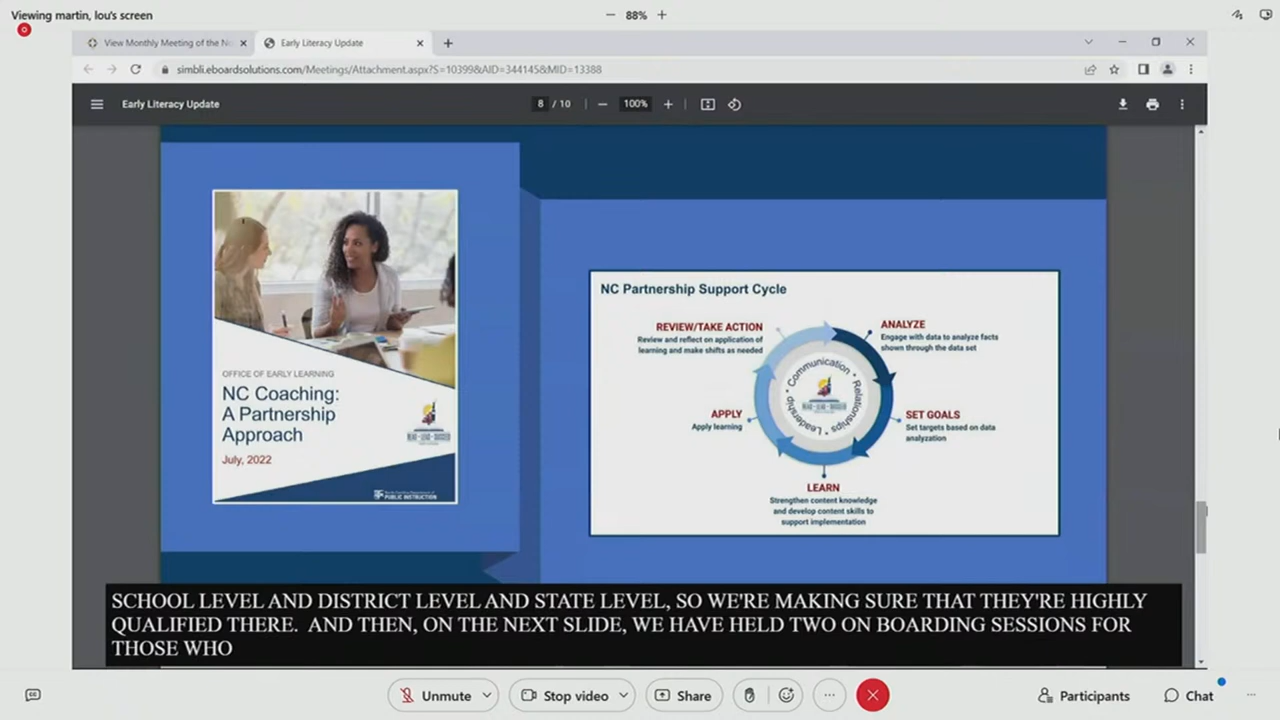 Viewing martin, lou's screen
88%
View Monthly Meeting of the No
Early Literacy Update
simbli.eboardsolutions.com/Meetings/Attachment.aspx?S=10399&AID=344145&MID=13388
Early Literacy Update
8 / 10
100%
OFFICE OF EARLY LEARNING
NC Coaching:
A Partnership
Approach
July, 2022
PUBLIC INSTRUCTION
NC Partnership Support Cycle
REVIEW/TAKE ACTION
Review and reflect on application of
learning and make shifts as needed
ANALYZE
Engage with data to analyze facts
shown through the data set
Communication • Relationships • Leadership •
READ • LEAD • SUCCEED
APPLY
Apply learning
SET GOALS
Set targets based on data
analyzation
LEARN
Strengthen content knowledge
and develop content skills to
support implementation
SCHOOL LEVEL AND DISTRICT LEVEL AND STATE LEVEL, SO WE'RE MAKING SURE THAT THEY'RE HIGHLY
QUALIFIED THERE. AND THEN, ON THE NEXT SLIDE, WE HAVE HELD TWO ON BOARDING SESSIONS FOR
THOSE WHO
Unmute
Stop video
Share
Participants
Chat